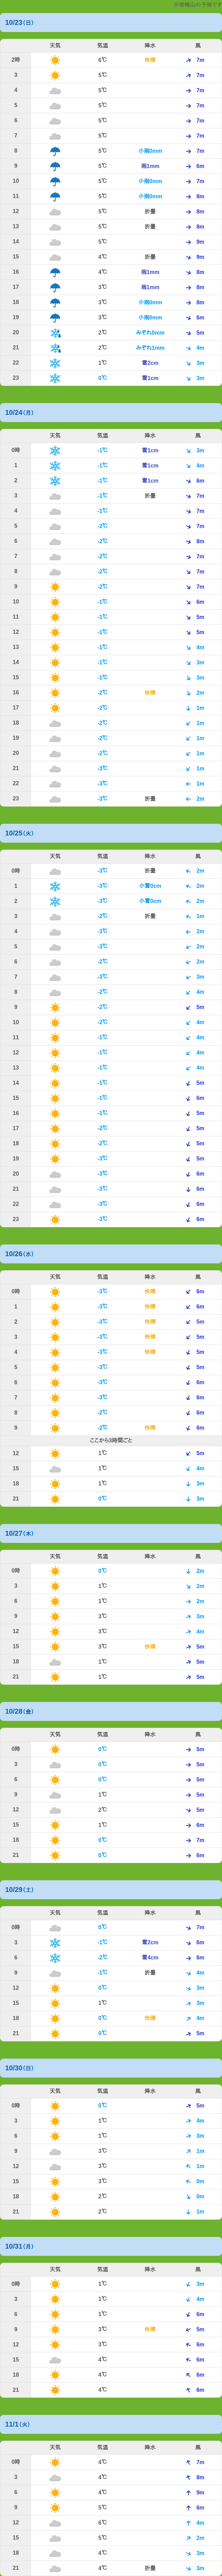 ※雲積山の予報です
10/23(日)
天気 気温 降水 風
2時 6℃ 快晴 7m
3 5℃ 7m
4 5℃ 7m
5 5℃ 7m
6 5℃ 7m
7 5℃ 7m
8 5℃ 小雨0mm 7m
9 5℃ 雨1mm 6m
10 5℃ 小雨0mm 7m
11 5℃ 小雨0mm 8m
12 5℃ 折曇 8m
13 5℃ 折曇 8m
14 5℃ 9m
15 4℃ 折曇 9m
16 4℃ 雨1mm 8m
17 3℃ 雨1mm 8m
18 3℃ 小雨0mm 8m
19 3℃ 小雨0mm 6m
20 2℃ みぞれ0mm 5m
21 2℃ みぞれ1mm 4m
22 1℃ 雪2cm 3m
23 0℃ 雪1cm 3m
10/24(月)
天気 気温 降水 風
0時 -1℃ 雪1cm 3m
1 -1℃ 雪1cm 4m
2 -1℃ 雪1cm 6m
3 -1℃ 折曇 7m
4 -1℃ 7m
5 -2℃ 7m
6 -2℃ 8m
7 -2℃ 7m
8 -2℃ 7m
9 -2℃ 7m
10 -1℃ 6m
11 -1℃ 5m
12 -1℃ 5m
13 -1℃ 4m
14 -1℃ 3m
15 -1℃ 3m
16 -2℃ 快晴 2m
17 -2℃ 1m
18 -2℃ 1m
19 -2℃ 1m
20 -2℃ 1m
21 -3℃ 1m
22 -3℃ 1m
23 -3℃ 折曇 2m
10/25(火)
天気 気温 降水 風
0時 -3℃ 折曇 2m
1 -3℃ 小雪0cm 2m
2 -3℃ 小雪0cm 2m
3 -2℃ 折曇 1m
4 -3℃ 2m
5 -3℃ 2m
6 -2℃ 2m
7 -3℃ 3m
8 -2℃ 4m
9 -2℃ 5m
10 -2℃ 4m
11 -1℃ 4m
12 -1℃ 4m
13 -1℃ 4m
14 -1℃ 5m
15 -1℃ 6m
16 -1℃ 5m
17 -2℃ 5m
18 -2℃ 5m
19 -3℃ 5m
20 -3℃ 6m
21 -3℃ 6m
22 -3℃ 6m
23 -3℃ 6m
10/26(水)
天気 気温 降水 風
0時 -3℃ 快晴 6m
1 -3℃ 快晴 6m
2 -3℃ 快晴 5m
3 -3℃ 快晴 5m
4 -3℃ 快晴 5m
5 -3℃ 5m
6 -3℃ 6m
7 -3℃ 6m
8 -2℃ 6m
9 -2℃ 快晴 6m
ここから3時間ごと
12 1℃ 5m
15 1℃ 4m
18 1℃ 3m
21 0℃ 3m
10/27(木)
天気 気温 降水 風
0時 0℃ 2m
3 1℃ 2m
6 1℃ 2m
9 3℃ 3m
12 3℃ 4m
15 3℃ 快晴 5m
18 1℃ 5m
21 1℃ 5m
10/28(金)
天気 気温 降水 風
0時 0℃ 5m
3 0℃ 5m
6 0℃ 5m
9 1℃ 5m
12 2℃ 5m
15 1℃ 6m
18 0℃ 7m
21 0℃ 6m
10/29(土)
天気 気温 降水 風
0時 0℃ 7m
3 -1℃ 雪2cm 6m
6 -2℃ 雪4cm 6m
9 -1℃ 折曇 4m
12 0℃ 3m
15 1℃ 3m
18 0℃ 快晴 4m
21 0℃ 5m
10/30(日)
天気 気温 降水 風
0時 0℃ 5m
3 1℃ 4m
6 1℃ 3m
9 3℃ 1m
12 3℃ 1m
15 3℃ 0m
18 2℃ 0m
21 2℃ 1m
10/31(月)
天気 気温 降水 風
0時 1℃ 3m
3 1℃ 4m
6 1℃ 6m
9 3℃ 快晴 5m
12 3℃ 6m
15 4℃ 6m
18 4℃ 6m
21 4℃ 6m
11/1(火)
天気 気温 降水 風
0時 4℃ 7m
3 4℃ 8m
6 4℃ 9m
9 5℃ 6m
12 6℃ 4m
15 5℃ 2m
18 4℃ 3m
21 4℃ 折曇 3m